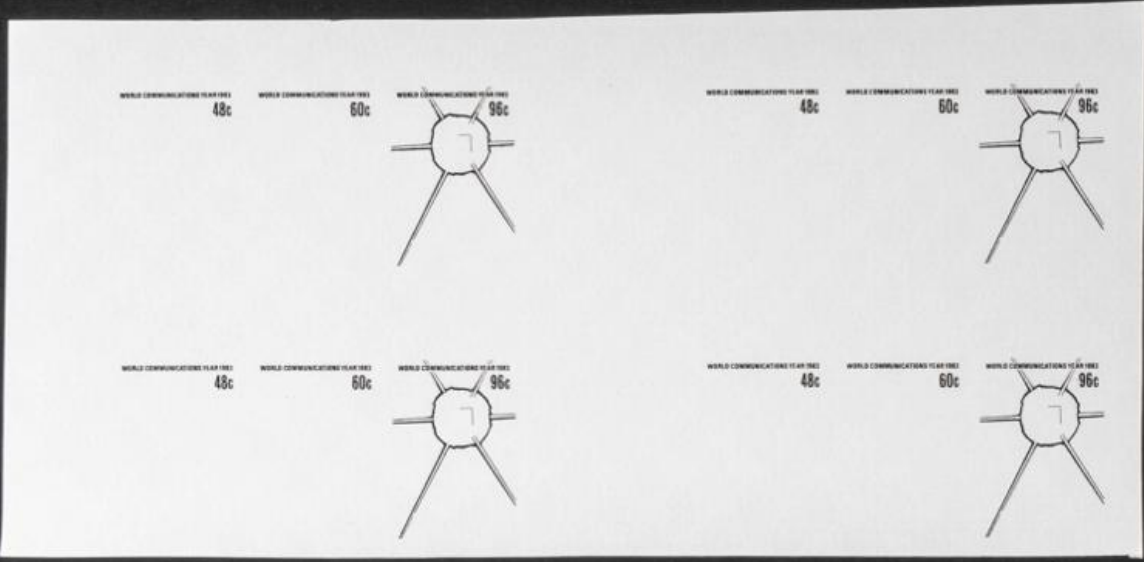 WORLD COMMUNICATIONS YEAR 1983 WORLD COMMUNICATIONS YEAR 1983 WORLD COMMUNICATIONS YEAR 1983 WORLD COMMUNICATIONS YEAR 1983 WORLD COMMUNICATIONS YEAR 1983 WORLD COMMUNICATIONS YEAR 1983
48c 60c 96c 48c 60c 96c
WORLD COMMUNICATIONS YEAR 1983 WORLD COMMUNICATIONS YEAR 1983 WORLD COMMUNICATIONS YEAR 1983 WORLD COMMUNICATIONS YEAR 1983 WORLD COMMUNICATIONS YEAR 1983 WORLD COMMUNICATIONS YEAR 1983
48c 60c 96c 48c 60c 96c